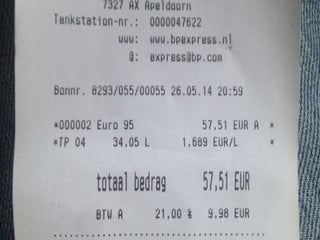 7327 AX Apeldoorn
Tankstation-nr.: 0000047622
www: www.bpexpress.nl
@: express@bp.com
Bonnr. 8293/055/00055 26.05.14 20:59
*000002 Euro 95 57,51 EUR A *
*TP 04 34,05 L 1,689 EUR/L *
totaal bedrag 57,51 EUR
BTW A 21,00 % 9,98 EUR